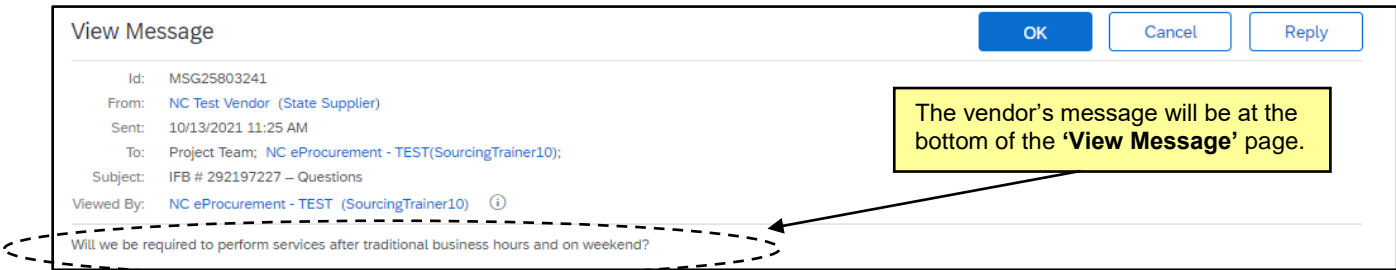 View Message
OK
Cancel
Reply
Id: MSG25803241
From: NC Test Vendor (State Supplier)
Sent: 10/13/2021 11:25 AM
To: Project Team; NC eProcurement - TEST(SourcingTrainer10);
Subject: IFB # 292197227 – Questions
Viewed By: NC eProcurement - TEST (SourcingTrainer10) i
The vendor’s message will be at the
bottom of the ‘View Message’ page.
Will we be required to perform services after traditional business hours and on weekend?